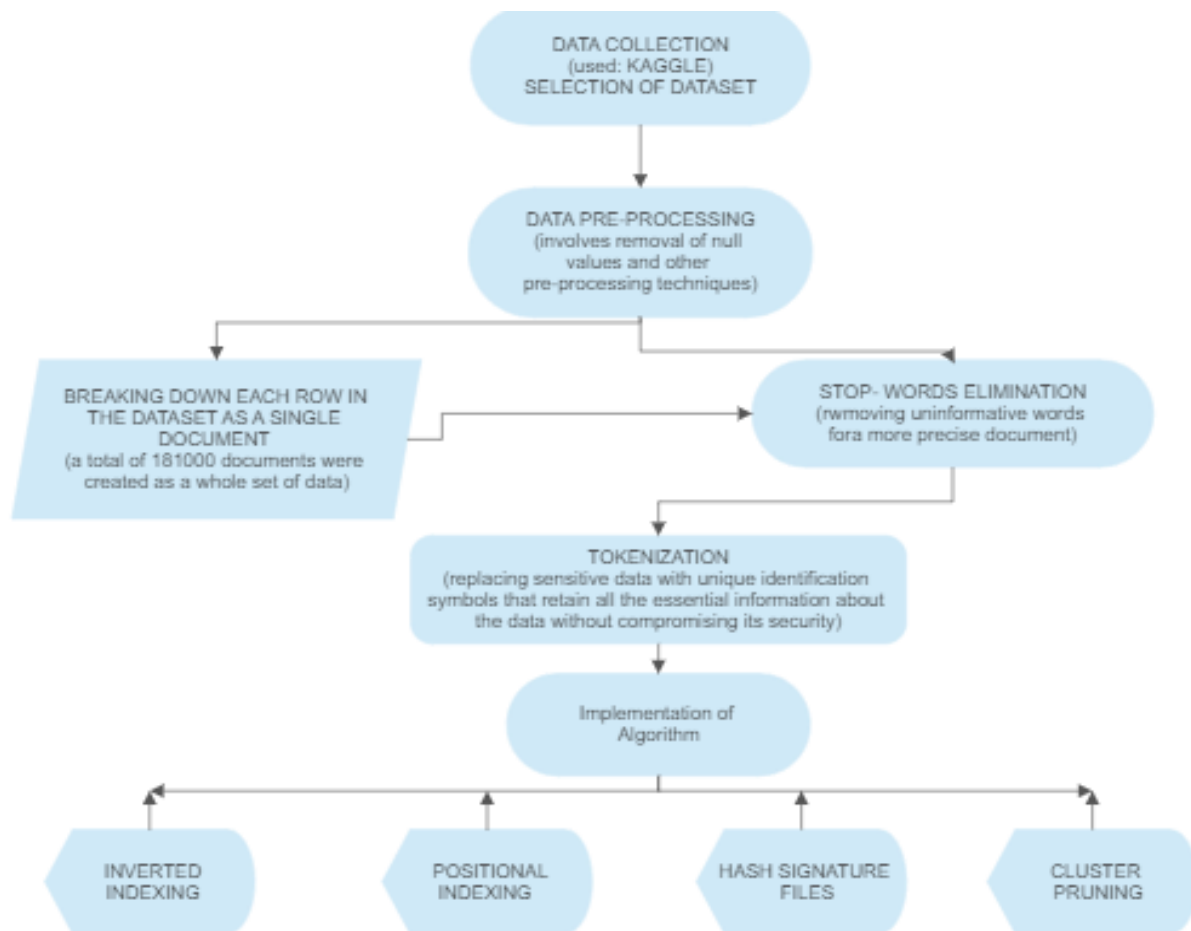 DATA COLLECTION
(used: KAGGLE)
SELECTION OF DATASET
DATA PRE-PROCESSING
(involves removal of null
values and other
pre-processing techniques)
BREAKING DOWN EACH ROW IN
THE DATASET AS A SINGLE
DOCUMENT
(a total of 181000 documents were
created as a whole set of data)
STOP- WORDS ELIMINATION
(rwmoving uninformative words
fora more precise document)
TOKENIZATION
(replacing sensitive data with unique identification
symbols that retain all the essential information about
the data without compromising its security)
Implementation of
Algorithm
INVERTED
INDEXING
POSITIONAL
INDEXING
HASH SIGNATURE
FILES
CLUSTER
PRUNING